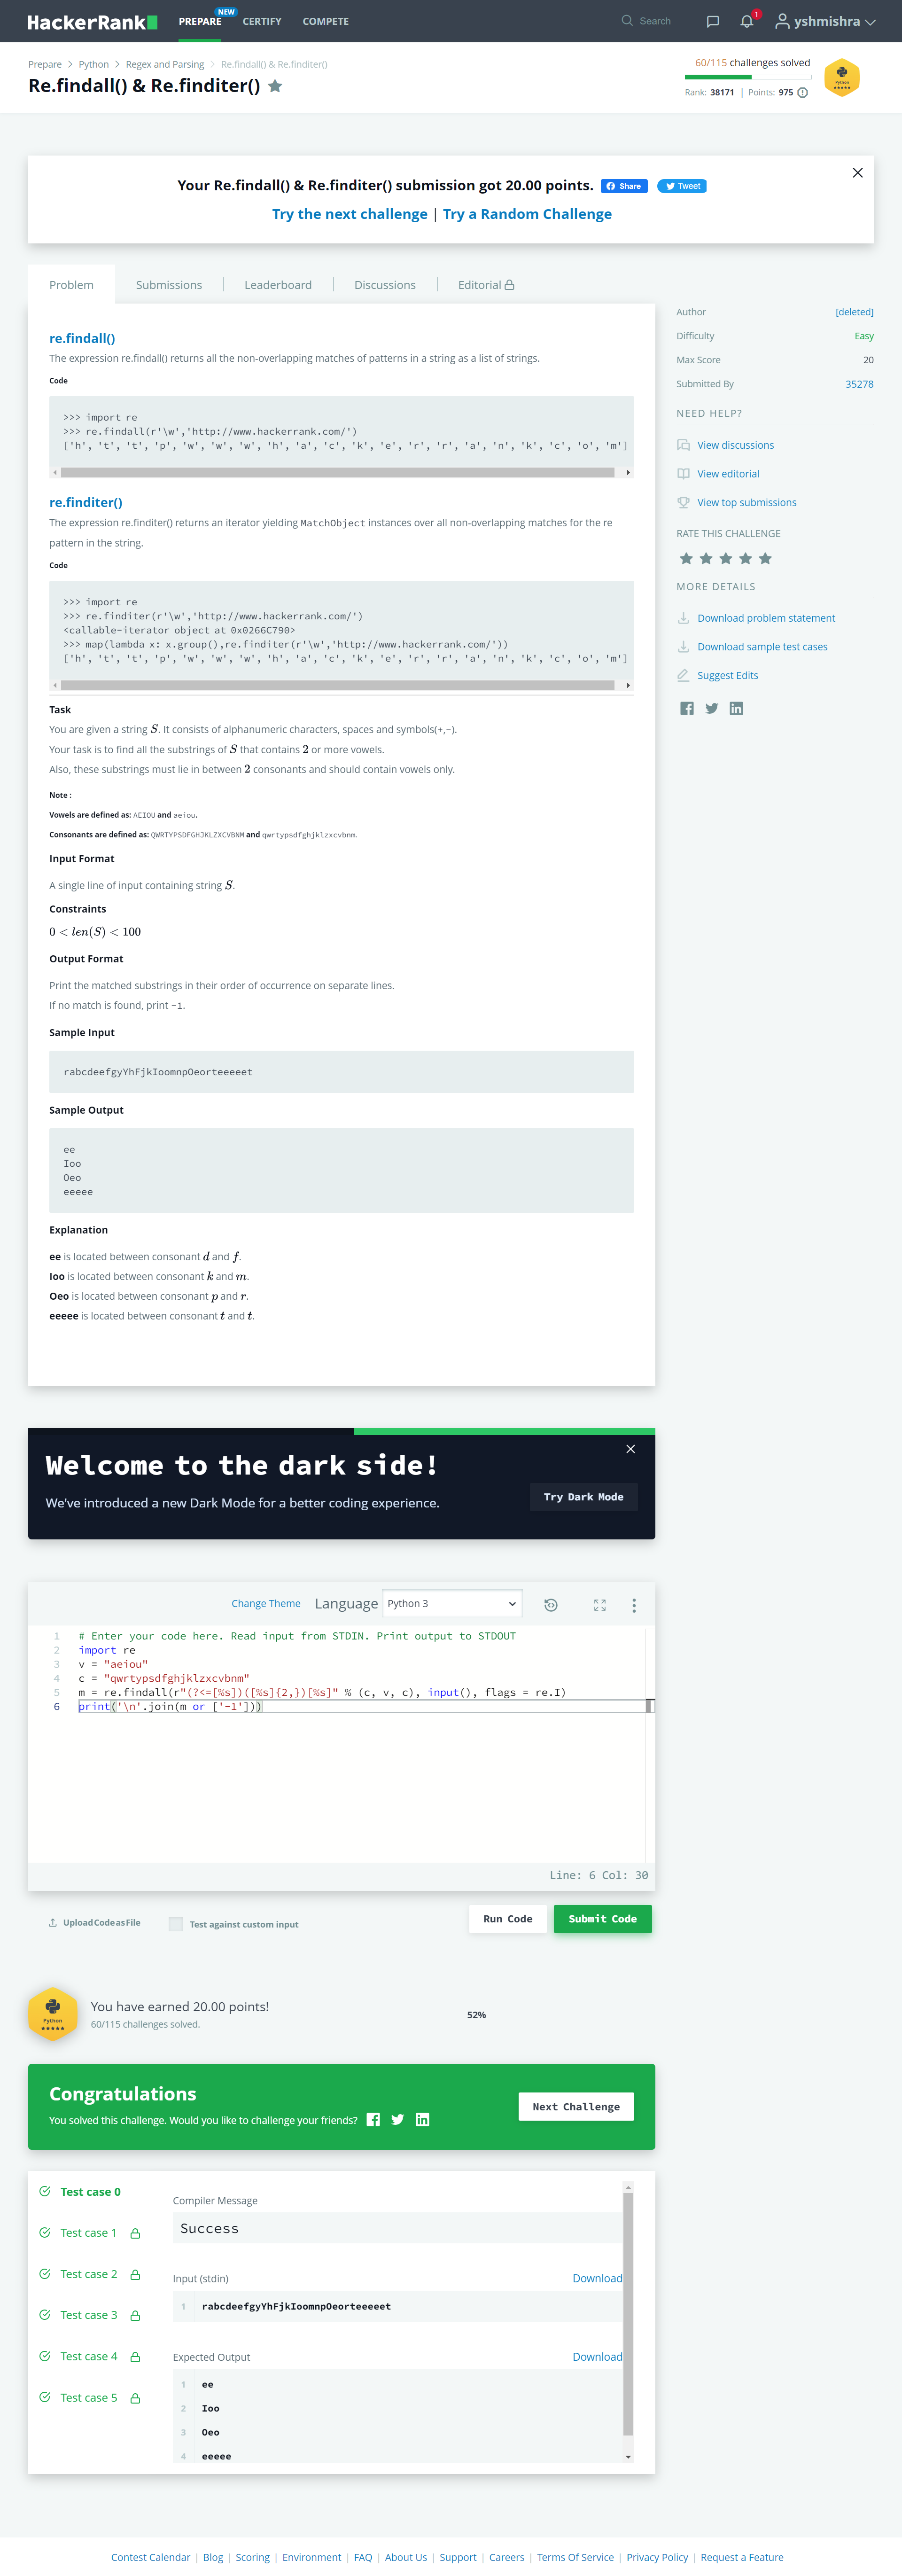 HackerRank
PREPARE
NEW
CERTIFY
COMPETE
Search
1
yshmishra
Prepare > Python > Regex and Parsing > Re.findall() & Re.finditer()
Re.findall() & Re.finditer()
60/115 challenges solved
Rank: 38171 | Points: 975
Python
Your Re.findall() & Re.finditer() submission got 20.00 points.
Share
Tweet
Try the next challenge | Try a Random Challenge
Problem
Submissions
Leaderboard
Discussions
Editorial
re.findall()
The expression re.findall() returns all the non-overlapping matches of patterns in a string as a list of strings.
Code
>>> import re
>>> re.findall(r'\w','http://www.hackerrank.com/')
['h', 't', 't', 'p', 'w', 'w', 'w', 'h', 'a', 'c', 'k', 'e', 'r', 'r', 'a', 'n', 'k', 'c', 'o', 'm']
re.finditer()
The expression re.finditer() returns an iterator yielding MatchObject instances over all non-overlapping matches for the re
pattern in the string.
Code
>>> import re
>>> re.finditer(r'\w','http://www.hackerrank.com/')
<callable-iterator object at 0x0266C790>
>>> map(lambda x: x.group(),re.finditer(r'\w','http://www.hackerrank.com/'))
['h', 't', 't', 'p', 'w', 'w', 'w', 'h', 'a', 'c', 'k', 'e', 'r', 'r', 'a', 'n', 'k', 'c', 'o', 'm']
Task
You are given a string S. It consists of alphanumeric characters, spaces and symbols(+,-).
Your task is to find all the substrings of S that contains 2 or more vowels.
Also, these substrings must lie in between 2 consonants and should contain vowels only.
Note :
Vowels are defined as: AEIOU and aeiou.
Consonants are defined as: QWRTYPSDFGHJKLZXCVBNM and qwrtypsdfghjklzxcvbnm.
Input Format
A single line of input containing string S.
Constraints
0 < len(S) < 100
Output Format
Print the matched substrings in their order of occurrence on separate lines.
If no match is found, print -1.
Sample Input
rabcdeefgyYhFjkIoomnpOeorteeeeet
Sample Output
ee
Ioo
Oeo
eeeee
Explanation
ee is located between consonant d and f.
Ioo is located between consonant k and m.
Oeo is located between consonant p and r.
eeeee is located between consonant t and t.
Author
[deleted]
Difficulty
Easy
Max Score
20
Submitted By
35278
NEED HELP?
View discussions
View editorial
View top submissions
RATE THIS CHALLENGE
MORE DETAILS
Download problem statement
Download sample test cases
Suggest Edits
Welcome to the dark side!
We've introduced a new Dark Mode for a better coding experience.
Try Dark Mode
Change Theme
Language
Python 3
1 # Enter your code here. Read input from STDIN. Print output to STDOUT
2 import re
3 v = "aeiou"
4 c = "qwrtypsdfghjklzxcvbnm"
5 m = re.findall(r"(?<=[%s])([%s]{2,})[%s]" % (c, v, c), input(), flags = re.I)
6 print('\n'.join(m or ['-1']))
Line: 6 Col: 30
Upload Code as File
Test against custom input
Run Code
Submit Code
Python
You have earned 20.00 points!
60/115 challenges solved.
52%
Congratulations
You solved this challenge. Would you like to challenge your friends?
Next Challenge
Test case 0
Test case 1
Test case 2
Test case 3
Test case 4
Test case 5
Compiler Message
Success
Input (stdin)
Download
1 rabcdeefgyYhFjkIoomnpOeorteeeeet
Expected Output
Download
1 ee
2 Ioo
3 Oeo
4 eeeee
Contest Calendar | Blog | Scoring | Environment | FAQ | About Us | Support | Careers | Terms Of Service | Privacy Policy | Request a Feature